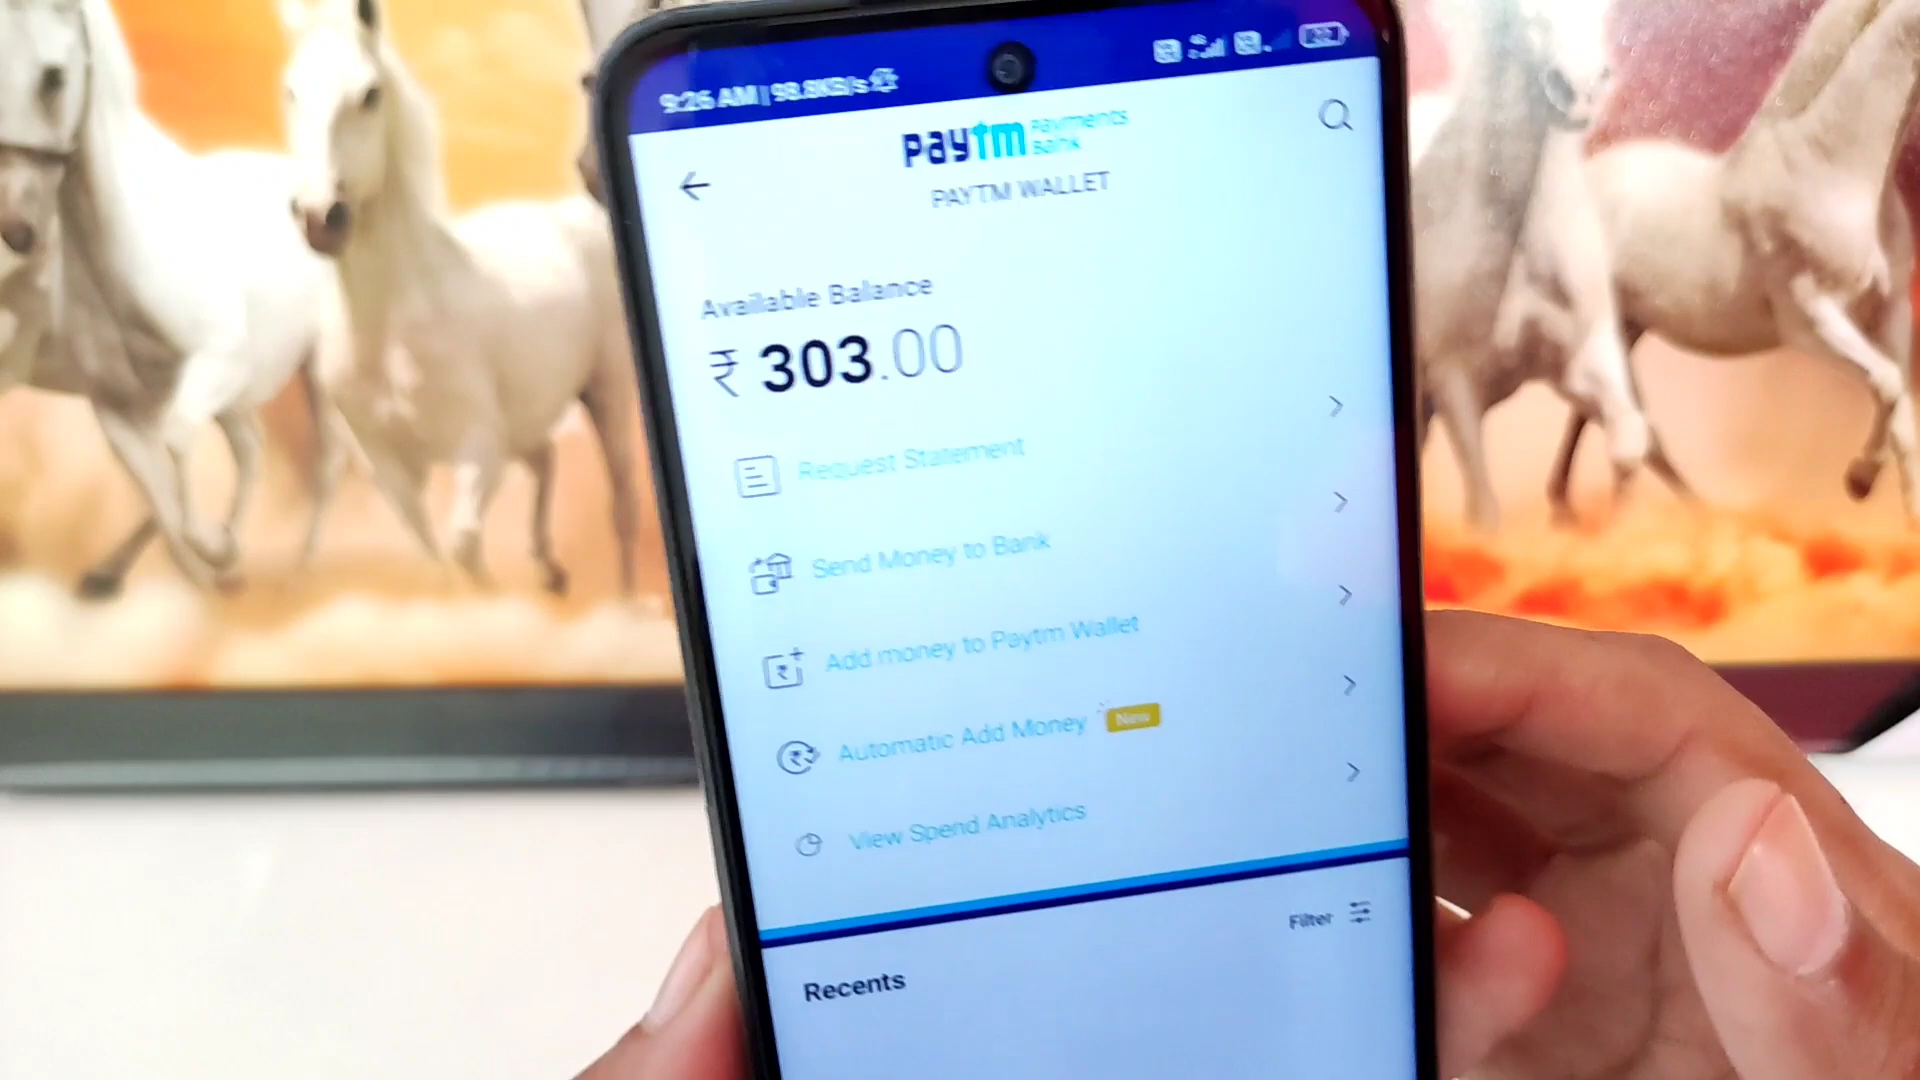 9:26 AM | 98.8KB/s
paytm Payments Bank
PAYTM WALLET
Available Balance
₹ 303.00
Request Statement
Send Money to Bank
Add money to Paytm Wallet
Automatic Add Money New
View Spend Analytics
Filter
Recents